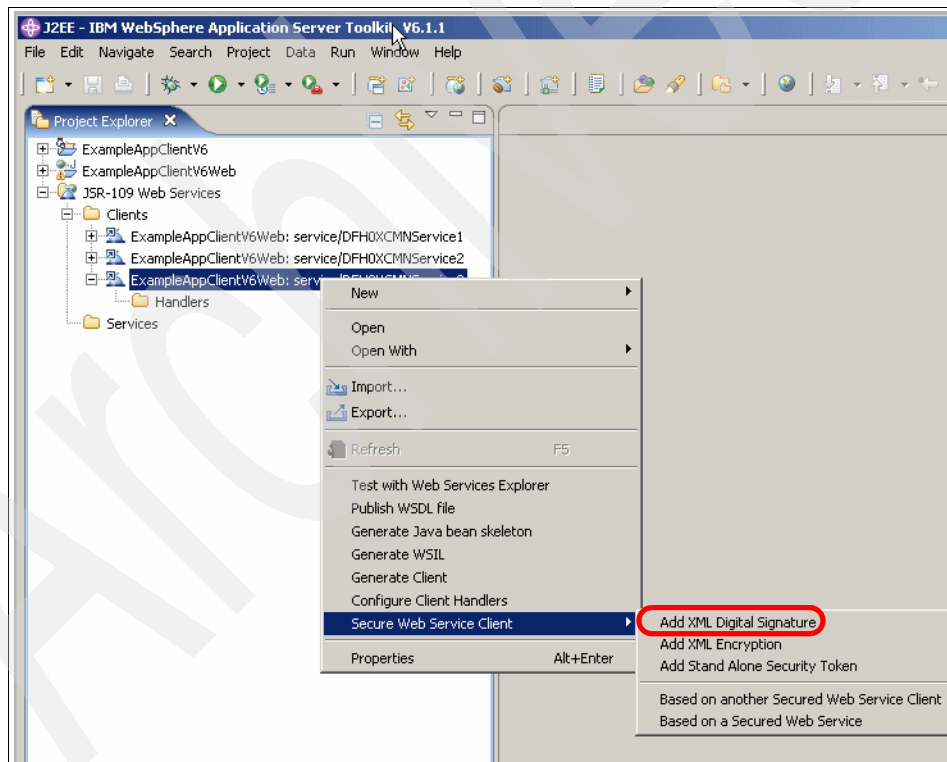 J2EE - IBM WebSphere Application Server Toolkit, V6.1.1
File Edit Navigate Search Project Data Run Window Help
Project Explorer
ExampleAppClientV6
ExampleAppClientV6Web
JSR-109 Web Services
Clients
ExampleAppClientV6Web: service/DFH0XCMNService1
ExampleAppClientV6Web: service/DFH0XCMNService2
ExampleAppClientV6Web:
Handlers
Services
New
Open
Open With
Import...
Export...
Refresh F5
Test with Web Services Explorer
Publish WSDL file
Generate Java bean skeleton
Generate WSIL
Generate Client
Configure Client Handlers
Secure Web Service Client
Properties Alt+Enter
Add XML Digital Signature
Add XML Encryption
Add Stand Alone Security Token
Based on another Secured Web Service Client
Based on a Secured Web Service